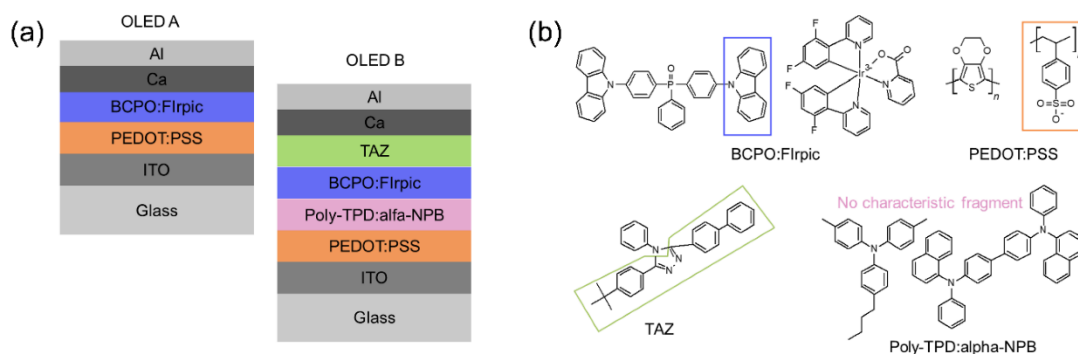 (a)
OLED A
Al
Ca
BCPO:FIrpic
PEDOT:PSS
ITO
Glass
OLED B
Al
Ca
TAZ
BCPO:FIrpic
Poly-TPD:alfa-NPB
PEDOT:PSS
ITO
Glass
(b)
N
O
P
N
F
F
F
F
N
N
Ir
3+
O
O
N
BCPO:FIrpic
O
O
S
n
n
O=S=O
O-
PEDOT:PSS
N
N
N
TAZ
No characteristic fragment
N
N
N
Poly-TPD:alpha-NPB